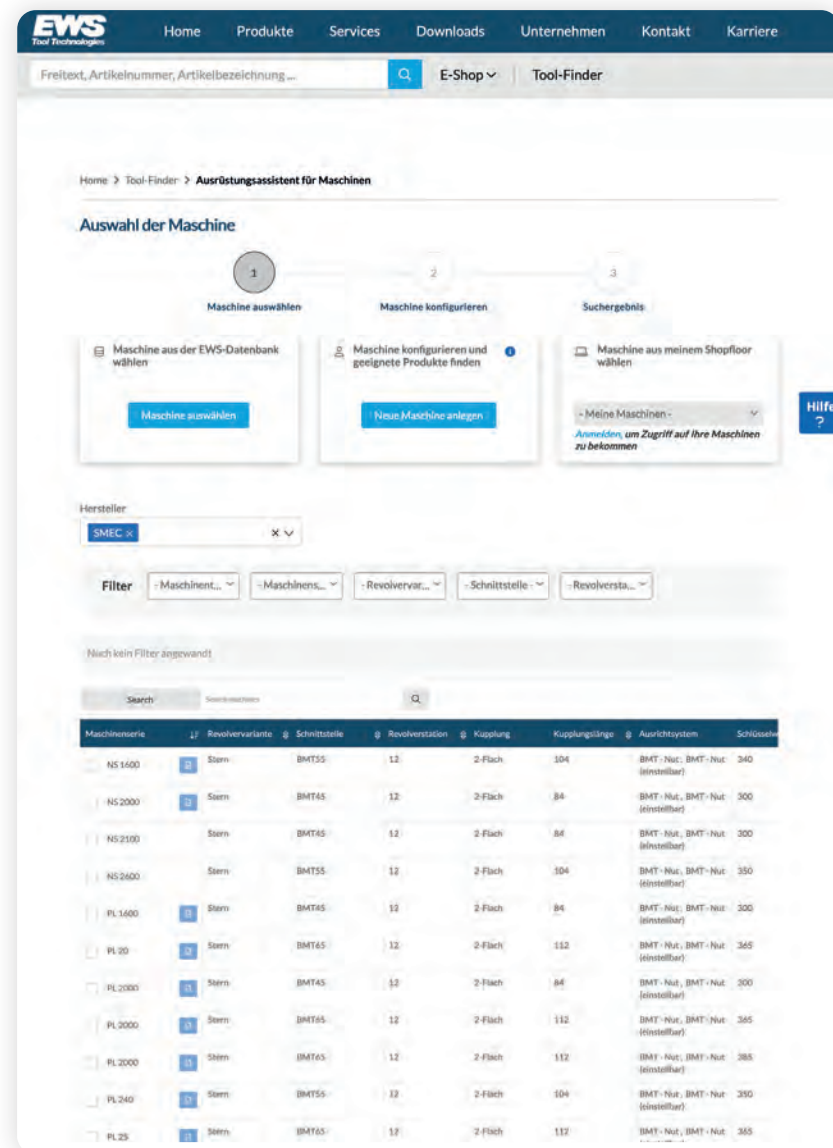 EWS
Tool Technologies
Home Produkte Services Downloads Unternehmen Kontakt Karriere
Freitext, Artikelnummer, Artikelbezeichnung ...
E-Shop
Tool-Finder
Home > Tool-Finder > Ausrüstungsassistent für Maschinen
Auswahl der Maschine
1 2 3
Maschine auswählen Maschine konfigurieren Suchergebnis
Maschine aus der EWS-Datenbank
wählen
Maschine auswählen
Maschine konfigurieren und
geeignete Produkte finden
Neue Maschine anlegen
Maschine aus meinem Shopfloor
wählen
- Meine Maschinen -
Anmelden, um Zugriff auf Ihre Maschinen
zu bekommen
Hilfe
?
Hersteller
SMEC ×
Filter - Maschinent... - Maschinens... - Revolvervar... - Schnittstelle - - Revolversta...
Noch kein Filter angewandt
Search Search machines
Maschinenserie Revolvervariante Schnittstelle Revolverstation Kupplung Kupplungslänge Ausrichtsystem Schlüsselw
NS 1600 Stern BMT55 12 2-Flach 104 BMT - Nut ; BMT - Nut 340
(einstellbar)
NS 2000 Stern BMT45 12 2-Flach 84 BMT - Nut ; BMT - Nut 300
(einstellbar)
NS 2100 Stern BMT45 12 2-Flach 84 BMT - Nut ; BMT - Nut 300
(einstellbar)
NS 2600 Stern BMT55 12 2-Flach 104 BMT - Nut ; BMT - Nut 350
(einstellbar)
PL 1600 Stern BMT45 12 2-Flach 84 BMT - Nut ; BMT - Nut 300
(einstellbar)
PL 20 Stern BMT65 12 2-Flach 112 BMT - Nut ; BMT - Nut 365
(einstellbar)
PL 2000 Stern BMT45 12 2-Flach 84 BMT - Nut ; BMT - Nut 300
(einstellbar)
PL 2000 Stern BMT65 12 2-Flach 112 BMT - Nut ; BMT - Nut 365
(einstellbar)
PL 2000 Stern BMT65 12 2-Flach 112 BMT - Nut ; BMT - Nut 385
(einstellbar)
PL 240 Stern BMT55 12 2-Flach 104 BMT - Nut ; BMT - Nut 350
(einstellbar)
PL 25 Stern BMT65 12 2-Flach 112 BMT - Nut ; BMT - Nut 365